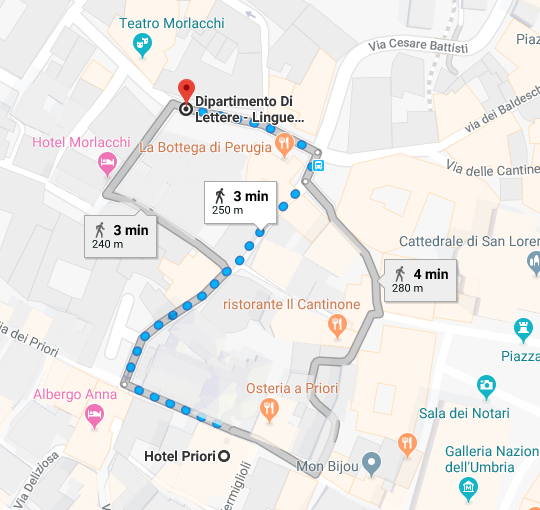 Teatro Morlacchi
Via Cesare Battisti
Piaz
Dipartimento Di
Lettere - Lingue...
via dei Baldesch
Hotel Morlacchi
La Bottega di Perugia
Via delle Cantine
3 min
250 m
3 min
240 m
Cattedrale di San Loren
4 min
280 m
ristorante Il Cantinone
ia dei Priori
Piazza
Albergo Anna
Osteria a Priori
Sala dei Notari
Hotel Priori
Mon Bijou
Galleria Nazion
dell'Umbria
Via Deliziosa
ermiglioli